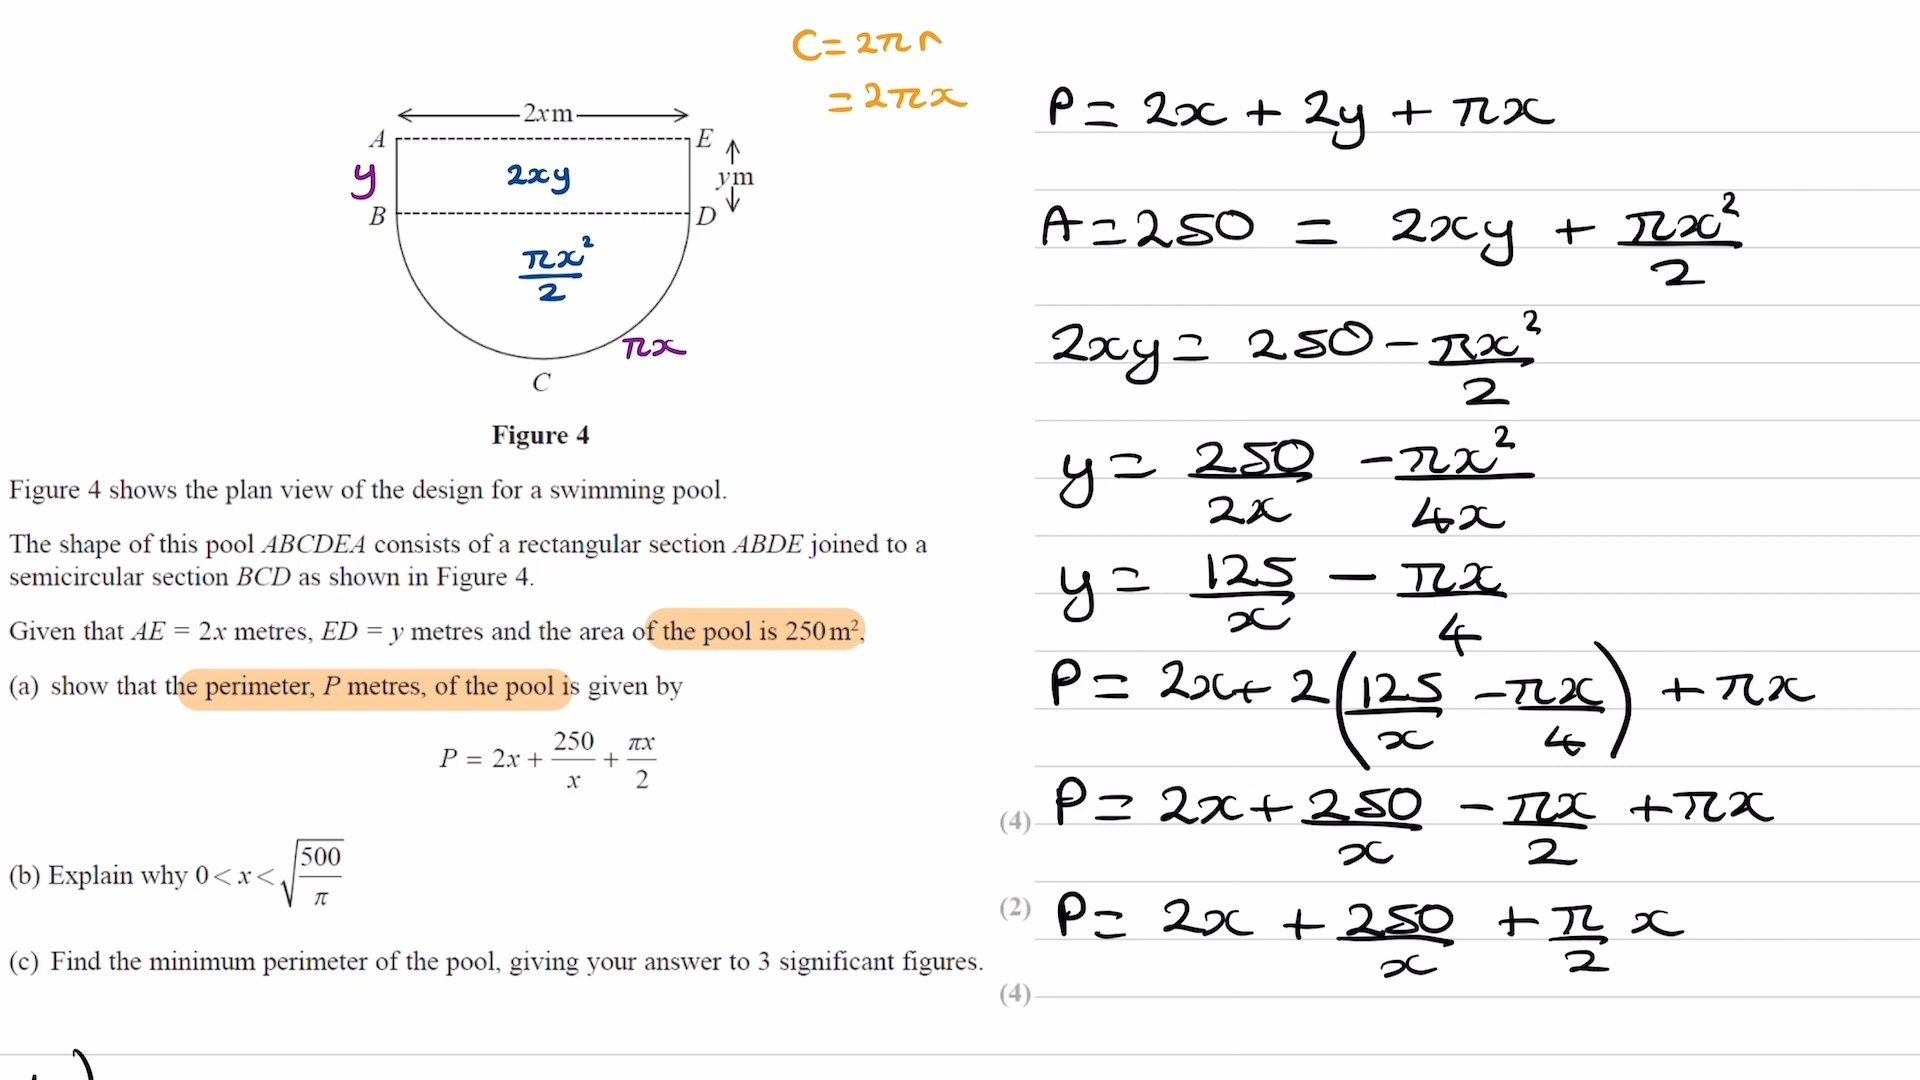 C = 2πr
= 2πx
2xm
A
E
y
2xy
ym
B
D
πx²/2
πx
C
Figure 4
Figure 4 shows the plan view of the design for a swimming pool.
The shape of this pool ABCDEA consists of a rectangular section ABDE joined to a
semicircular section BCD as shown in Figure 4.
Given that AE = 2x metres, ED = y metres and the area of the pool is 250 m².
(a) show that the perimeter, P metres, of the pool is given by
P = 2x + 250/x + πx/2
(4)
(b) Explain why 0 < x < √(500/π)
(2)
(c) Find the minimum perimeter of the pool, giving your answer to 3 significant figures.
(4)
P = 2x + 2y + πx
A = 250 = 2xy + πx²/2
2xy = 250 - πx²/2
y = 250/2x - πx²/4x
y = 125/x - πx/4
P = 2x + 2(125/x - πx/4) + πx
P = 2x + 250/x - πx/2 + πx
P = 2x + 250/x + π/2 x